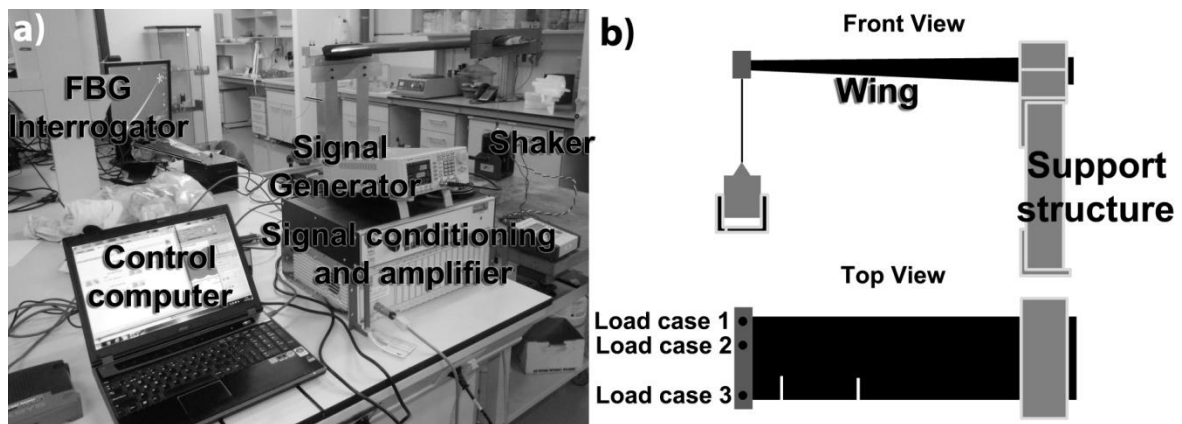 a)
FBG
Interrogator
Signal
Generator
Shaker
Signal conditioning
and amplifier
Control
computer
b)
Front View
Wing
Support
structure
Top View
Load case 1
Load case 2
Load case 3